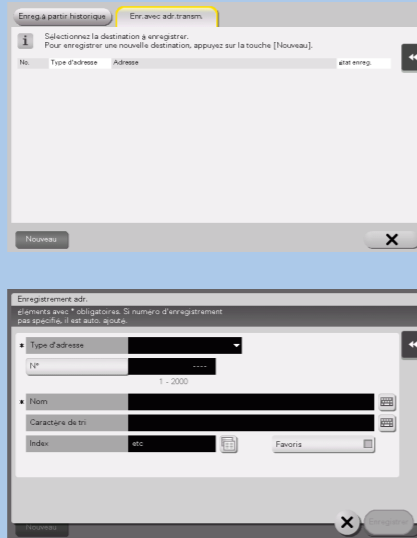 Enreg.à partir historique
Enr.avec adr.transm.
Sélectionnez la destination à enregistrer.
Pour enregistrer une nouvelle destination, appuyez sur la touche [Nouveau].
No. Type d'adresse Adresse état enreg.
Nouveau
Enregistrement adr.
éléments avec * obligatoires. Si numéro d'enregistrement
pas spécifié, il est auto. ajouté.
* Type d'adresse
N° ----
1 - 2000
* Nom
Caractère de tri
Index etc Favoris
Enregistrer
Nouveau